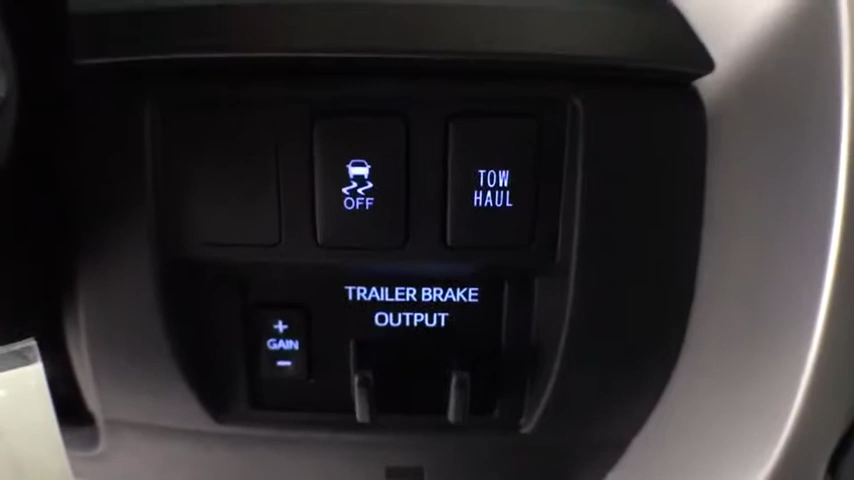 OFF
TOW
HAUL
TRAILER BRAKE
OUTPUT
+
GAIN
-